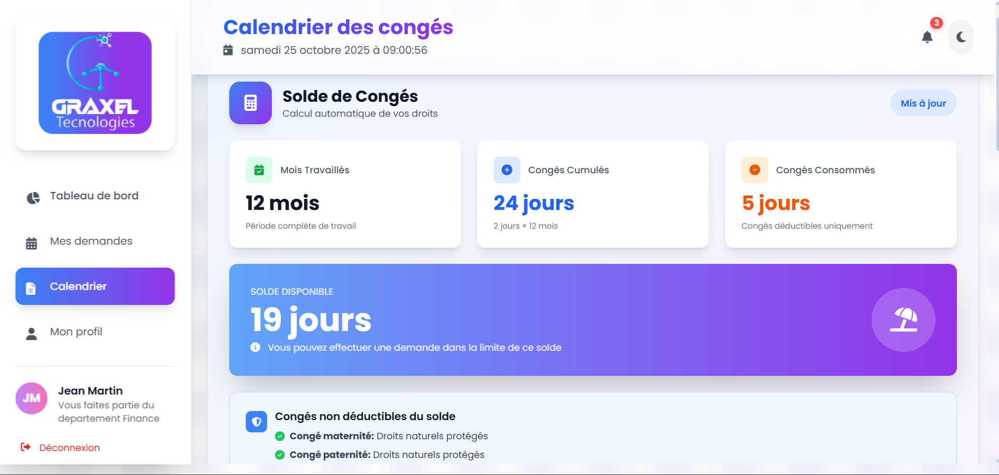 GRAXEL
Tecnologies
Tableau de bord
Mes demandes
Calendrier
Mon profil
JM
Jean Martin
Vous faites partie du
departement Finance
Déconnexion
Calendrier des congés
samedi 25 octobre 2025 à 09:00:56
3
Solde de Congés
Calcul automatique de vos droits
Mis à jour
Mois Travaillés
12 mois
Période complète de travail
Congés Cumulés
24 jours
2 jours × 12 mois
Congés Consommés
5 jours
Congés déductibles uniquement
SOLDE DISPONIBLE
19 jours
Vous pouvez effectuer une demande dans la limite de ce solde
Congés non déductibles du solde
Congé maternité: Droits naturels protégés
Congé paternité: Droits naturels protégés